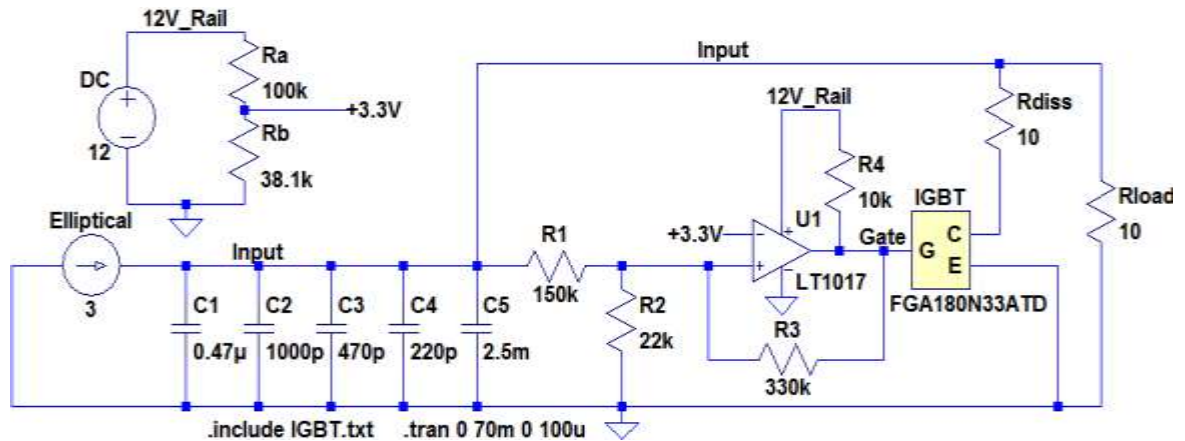 12V_Rail
Ra
100k
+3.3V
Rb
38.1k
DC
+
−
12
Elliptical
3
Input
C1
0.47µ
C2
1000p
C3
470p
C4
220p
C5
2.5m
Input
R1
150k
R2
22k
+3.3V
12V_Rail
U1
LT1017
R4
10k
Gate
R3
330k
IGBT
G
C
E
FGA180N33ATD
Rdiss
10
Rload
10
.include IGBT.txt
.tran 0 70m 0 100u